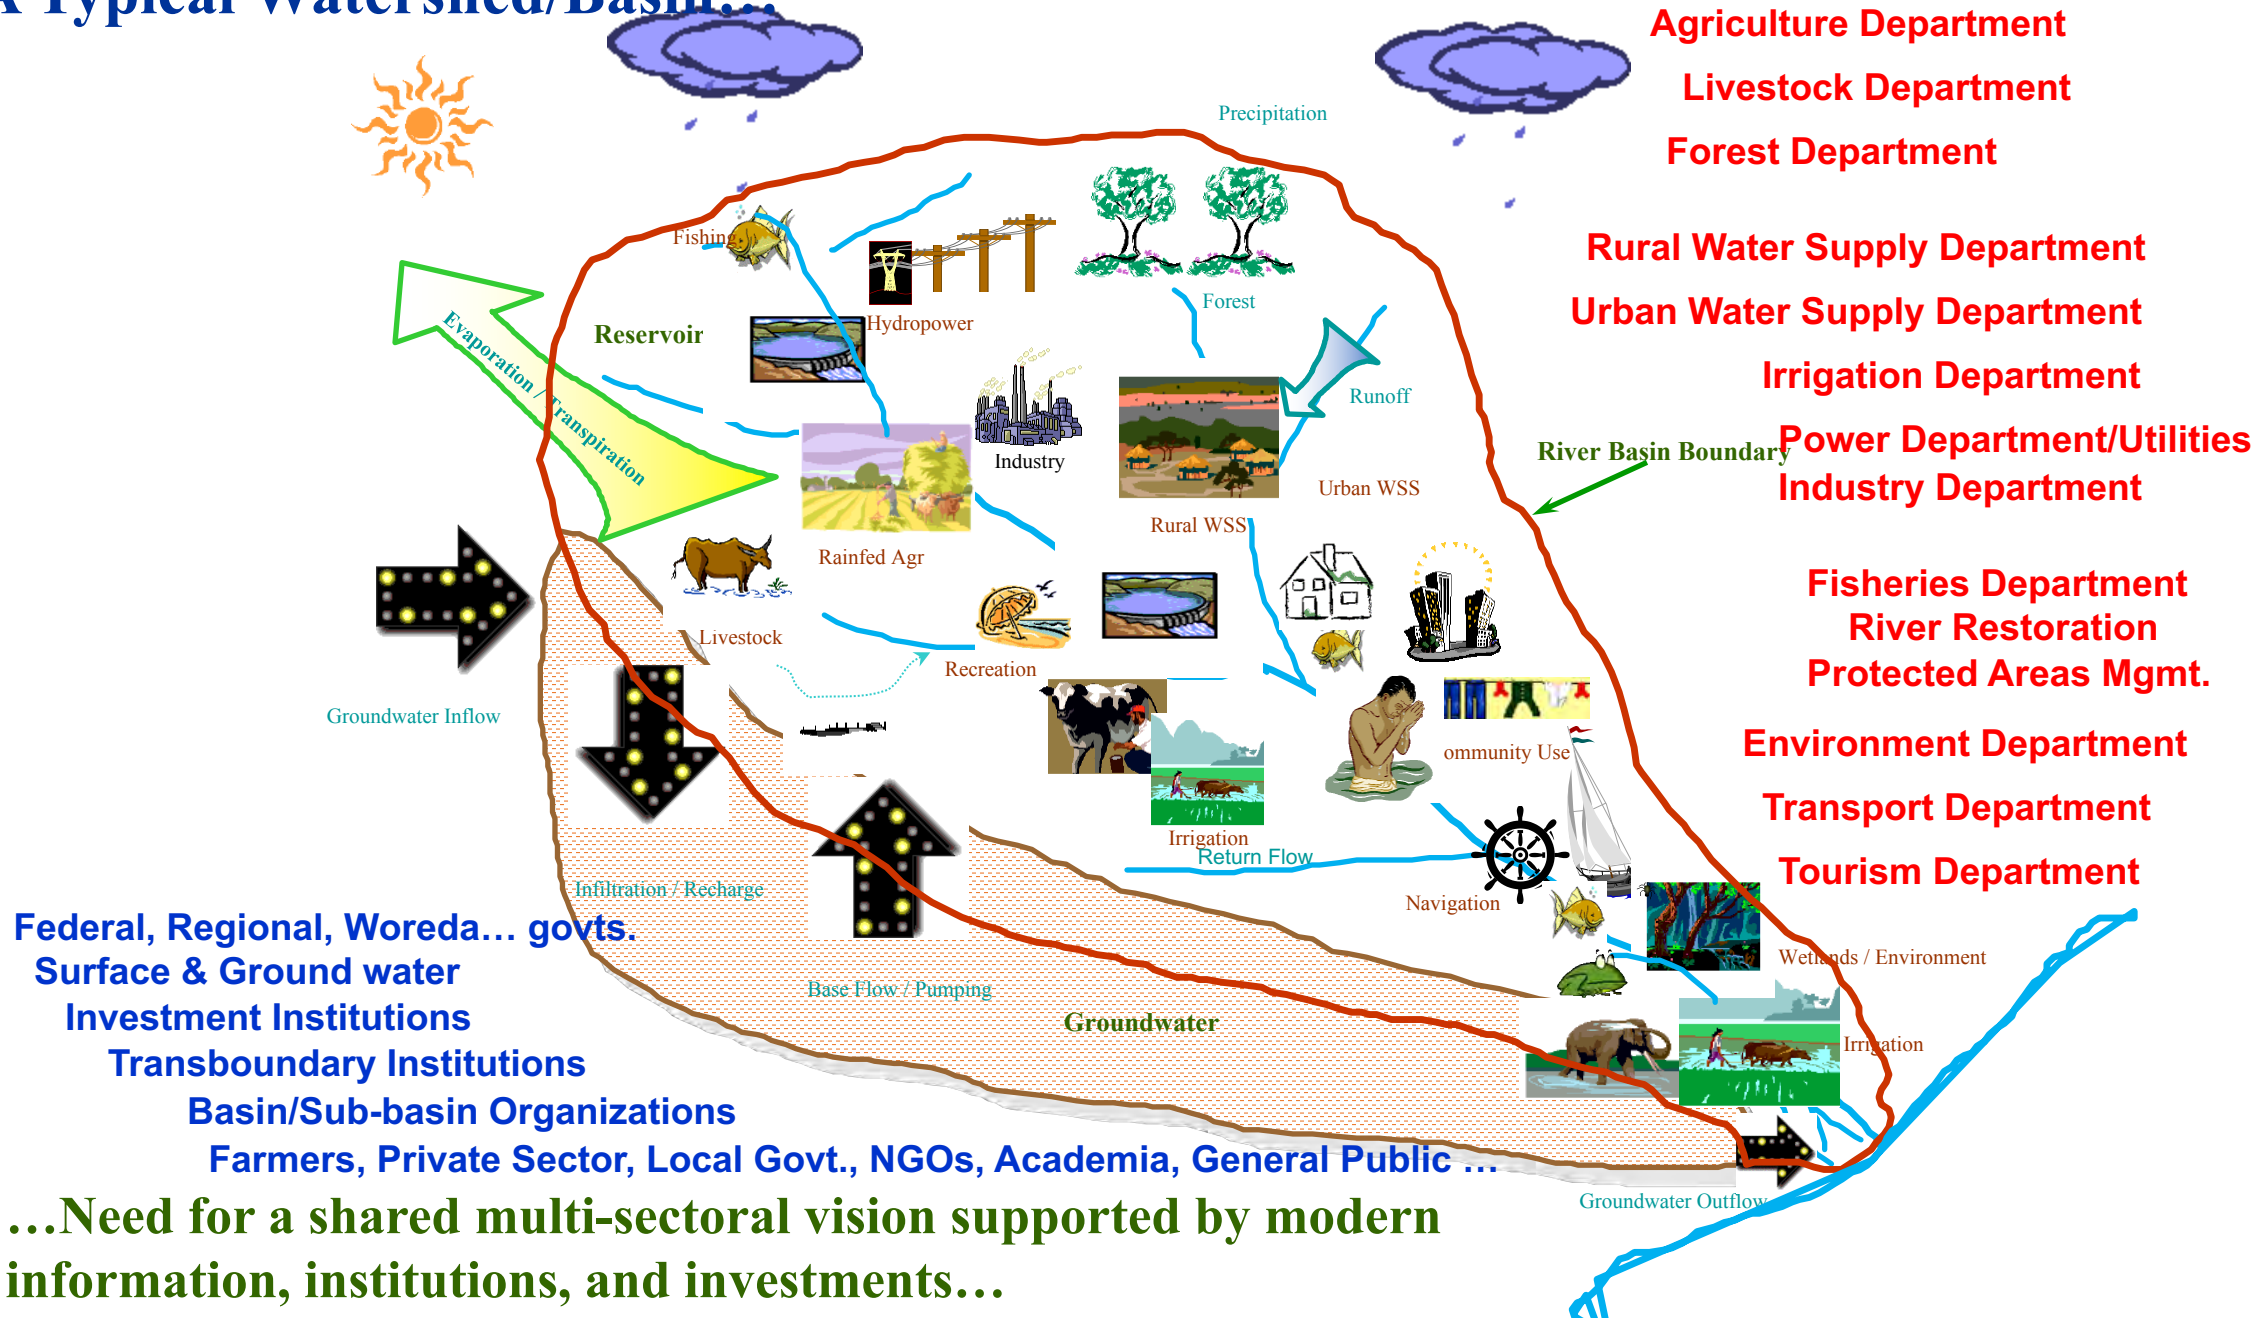 A Typical Watershed/Basin…
Agriculture Department
Livestock Department
Forest Department
Precipitation
Rural Water Supply Department
Urban Water Supply Department
Irrigation Department
Power Department/Utilities
Industry Department
Fisheries Department
River Restoration
Protected Areas Mgmt.
Environment Department
Transport Department
Tourism Department
Fishing
Hydropower
Forest
Reservoir
Evaporation / Transpiration
Runoff
River Basin Boundary
Industry
Urban WSS
Rural WSS
Rainfed Agr
Livestock
Recreation
Groundwater Inflow
ommunity Use
Irrigation
Return Flow
Navigation
Infiltration / Recharge
Wetlands / Environment
Base Flow / Pumping
Groundwater
Irrigation
Groundwater Outflow
Federal, Regional, Woreda… govts.
Surface & Ground water
Investment Institutions
Transboundary Institutions
Basin/Sub-basin Organizations
Farmers, Private Sector, Local Govt., NGOs, Academia, General Public …
…Need for a shared multi-sectoral vision supported by modern
information, institutions, and investments…